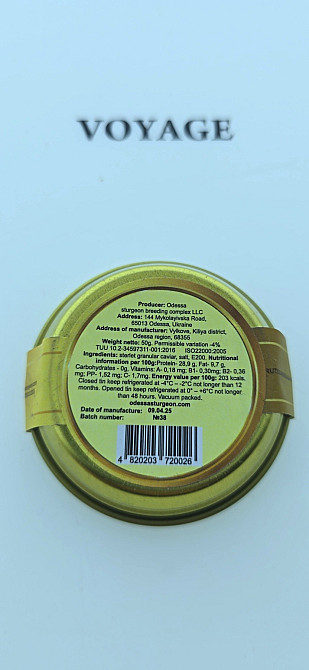 VOYAGE
Producer: Odessa
sturgeon breeding complex LLC
Address: 144 Mykolayivska Road,
65013 Odessa, Ukraine
Address of manufacturer: Vylkove, Kiliya district,
Odessa region, 68355
Weight netto: 50g. Permissible variation -4%
TUU 10.2-34597311-001:2016 ISO22000:2005
Ingredients: sterlet granular caviar, salt, E200. Nutritional
information per 100g: Protein- 28,9 g, Fat- 9,7 g,
Carbohydrates - 0g, Vitamins: A- 0,18 mg; B1- 0,30mg; B2- 0,36
mg; PP- 1,52 mg; C- 1,7mg. Energy value per 100g: 203 kcals.
Closed tin keep refrigerated at -4°C – -2°C not longer than 12
months. Opened tin keep refrigerated at 0° – +6°C not longer
than 48 hours. Vacuum packed.
odessasturgeon.com
Date of manufacture: 09.04.25
Batch number: №38
4 820203 720026